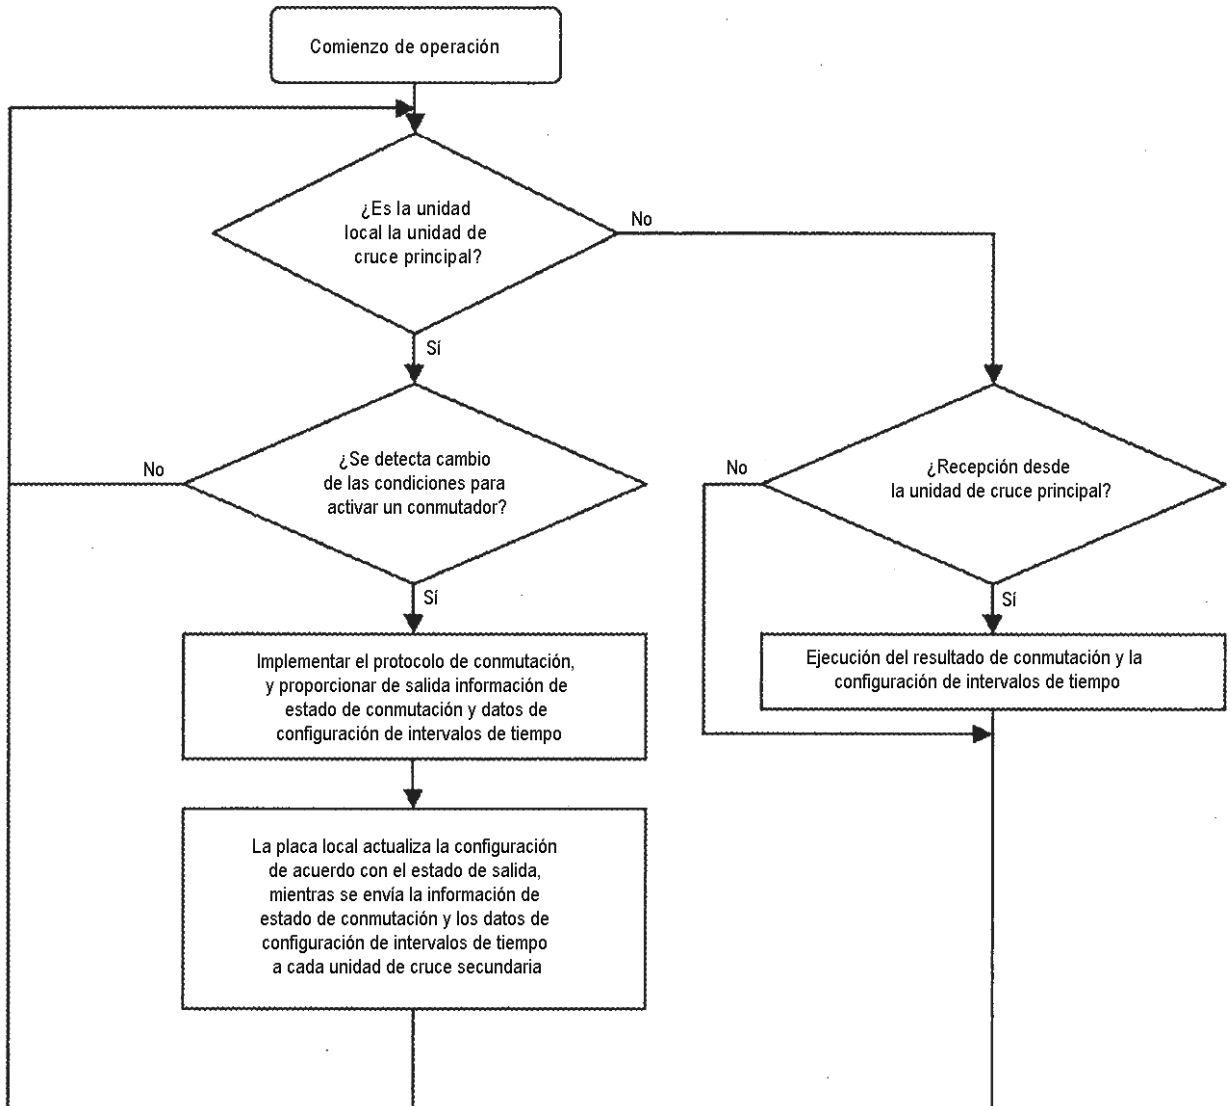 Comienzo de operación
¿Es la unidad
local la unidad de
cruce principal?
No
Sí
¿Se detecta cambio
de las condiciones para
activar un conmutador?
No
¿Recepción desde
la unidad de cruce principal?
No
Sí
Sí
Implementar el protocolo de conmutación,
y proporcionar de salida información de
estado de conmutación y datos de
configuración de intervalos de tiempo
Ejecución del resultado de conmutación y la
configuración de intervalos de tiempo
La placa local actualiza la configuración
de acuerdo con el estado de salida,
mientras se envía la información de
estado de conmutación y los datos de
configuración de intervalos de tiempo
a cada unidad de cruce secundaria